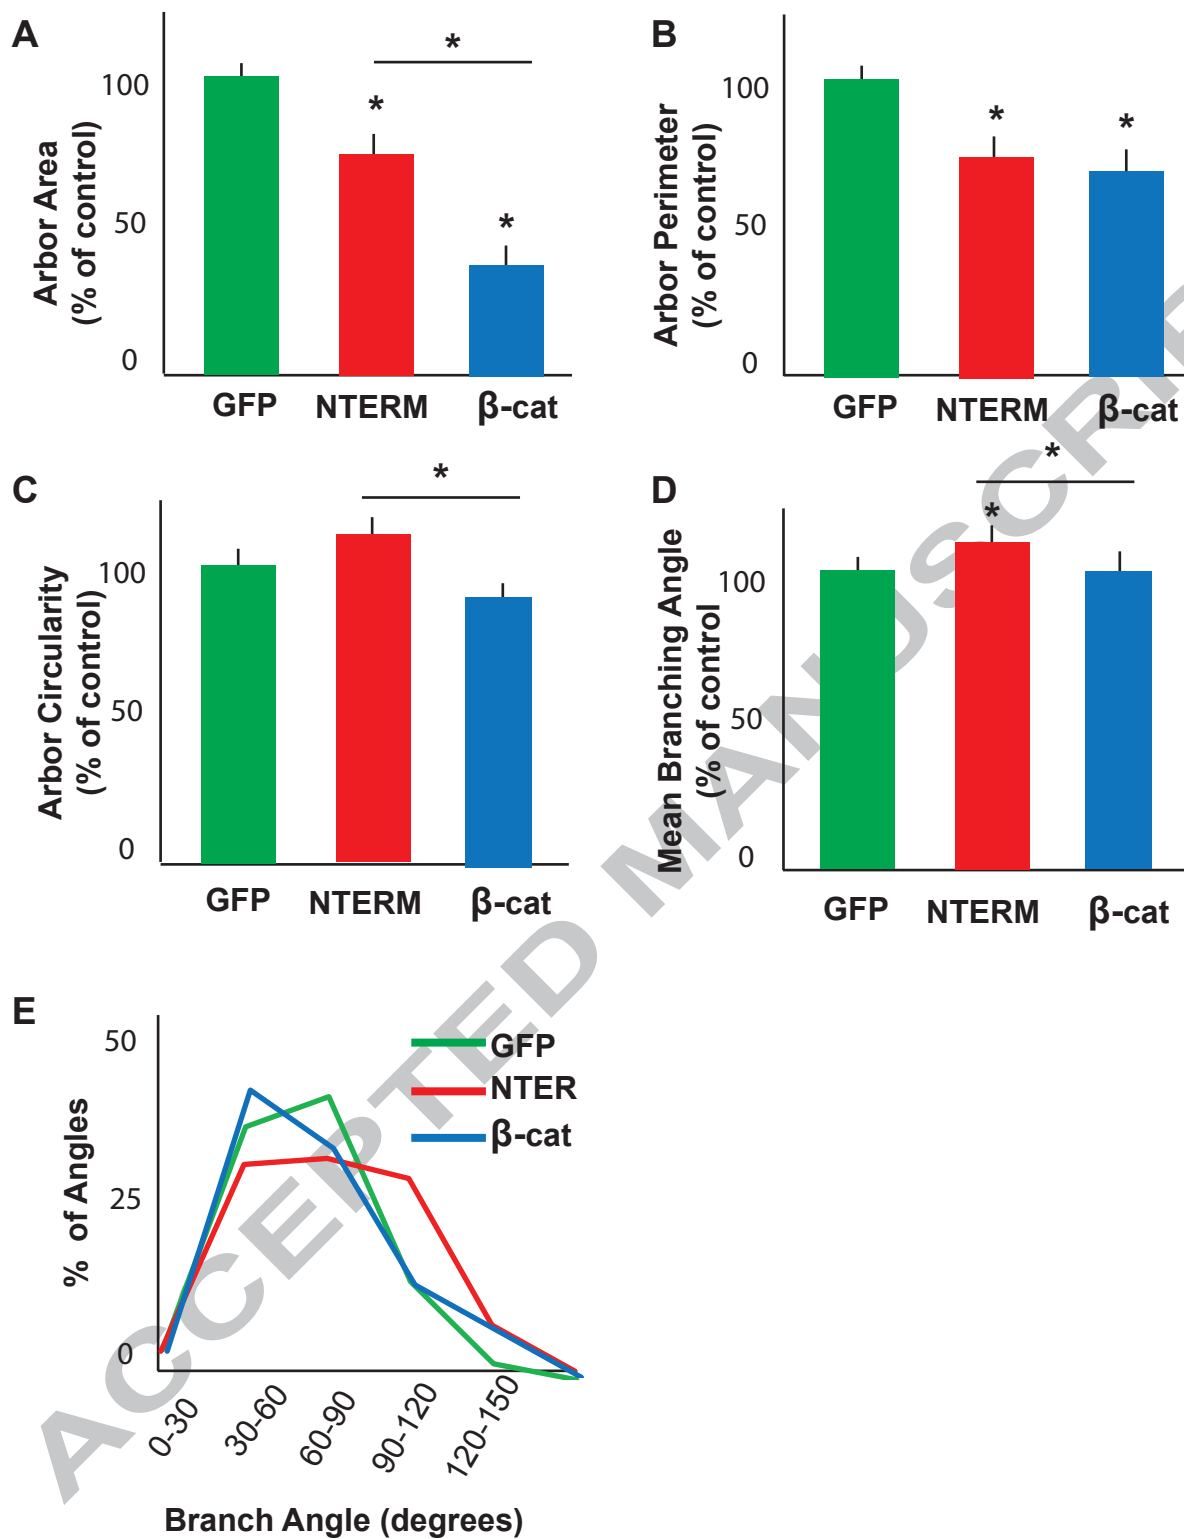 A
*
100
*
50
*
0
Arbor Area
(% of control)
GFP
NTERM
β-cat
B
100
*
*
50
0
Arbor Perimeter
(% of control)
GFP
NTERM
β-cat
C
*
100
50
0
Arbor Circularity
(% of control)
GFP
NTERM
β-cat
D
*
*
100
50
0
Mean Branching Angle
(% of control
GFP
NTERM
β-cat
E
50
25
0
% of Angles
GFP
NTER
β-cat
0-30
30-60
60-90
90-120
120-150
Branch Angle (degrees)
ACCEPTED MANUSCRIP